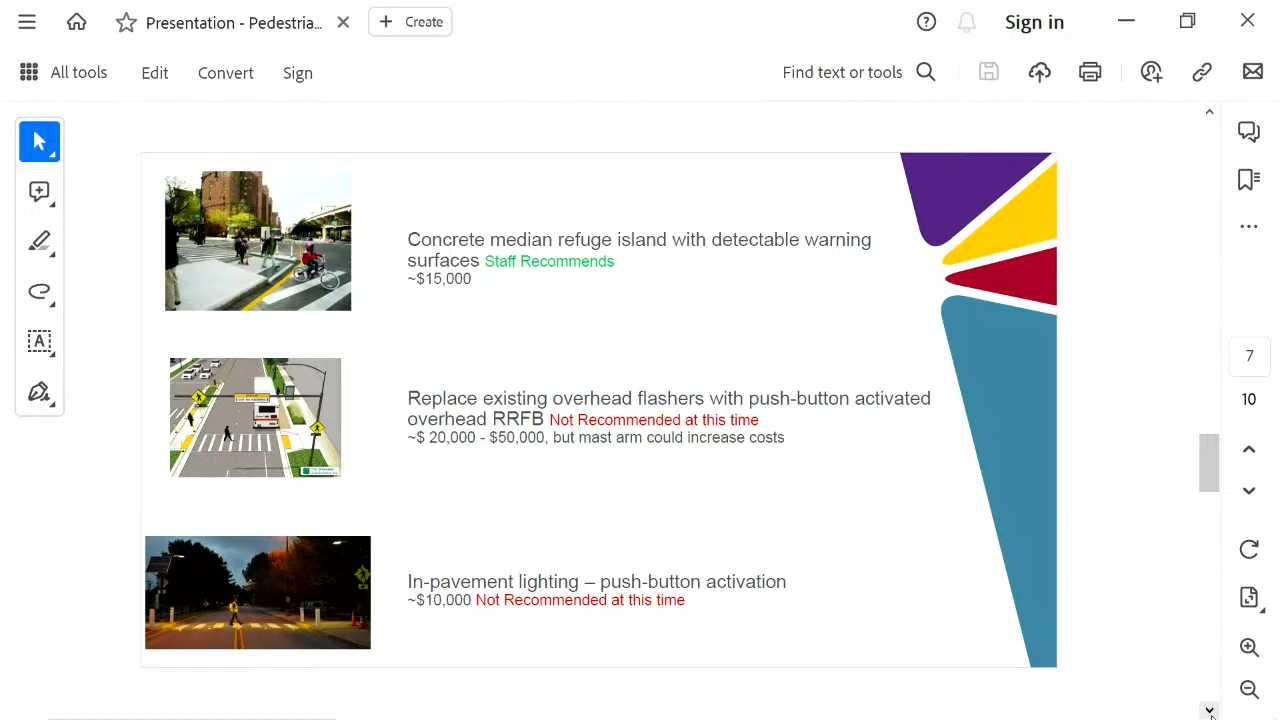 Presentation - Pedestria...
Create
Sign in
All tools
Edit
Convert
Sign
Find text or tools
Concrete median refuge island with detectable warning
surfaces Staff Recommends
~$15,000
Replace existing overhead flashers with push-button activated
overhead RRFB Not Recommended at this time
~$ 20,000 - $50,000, but mast arm could increase costs
In-pavement lighting – push-button activation
~$10,000 Not Recommended at this time
7
10